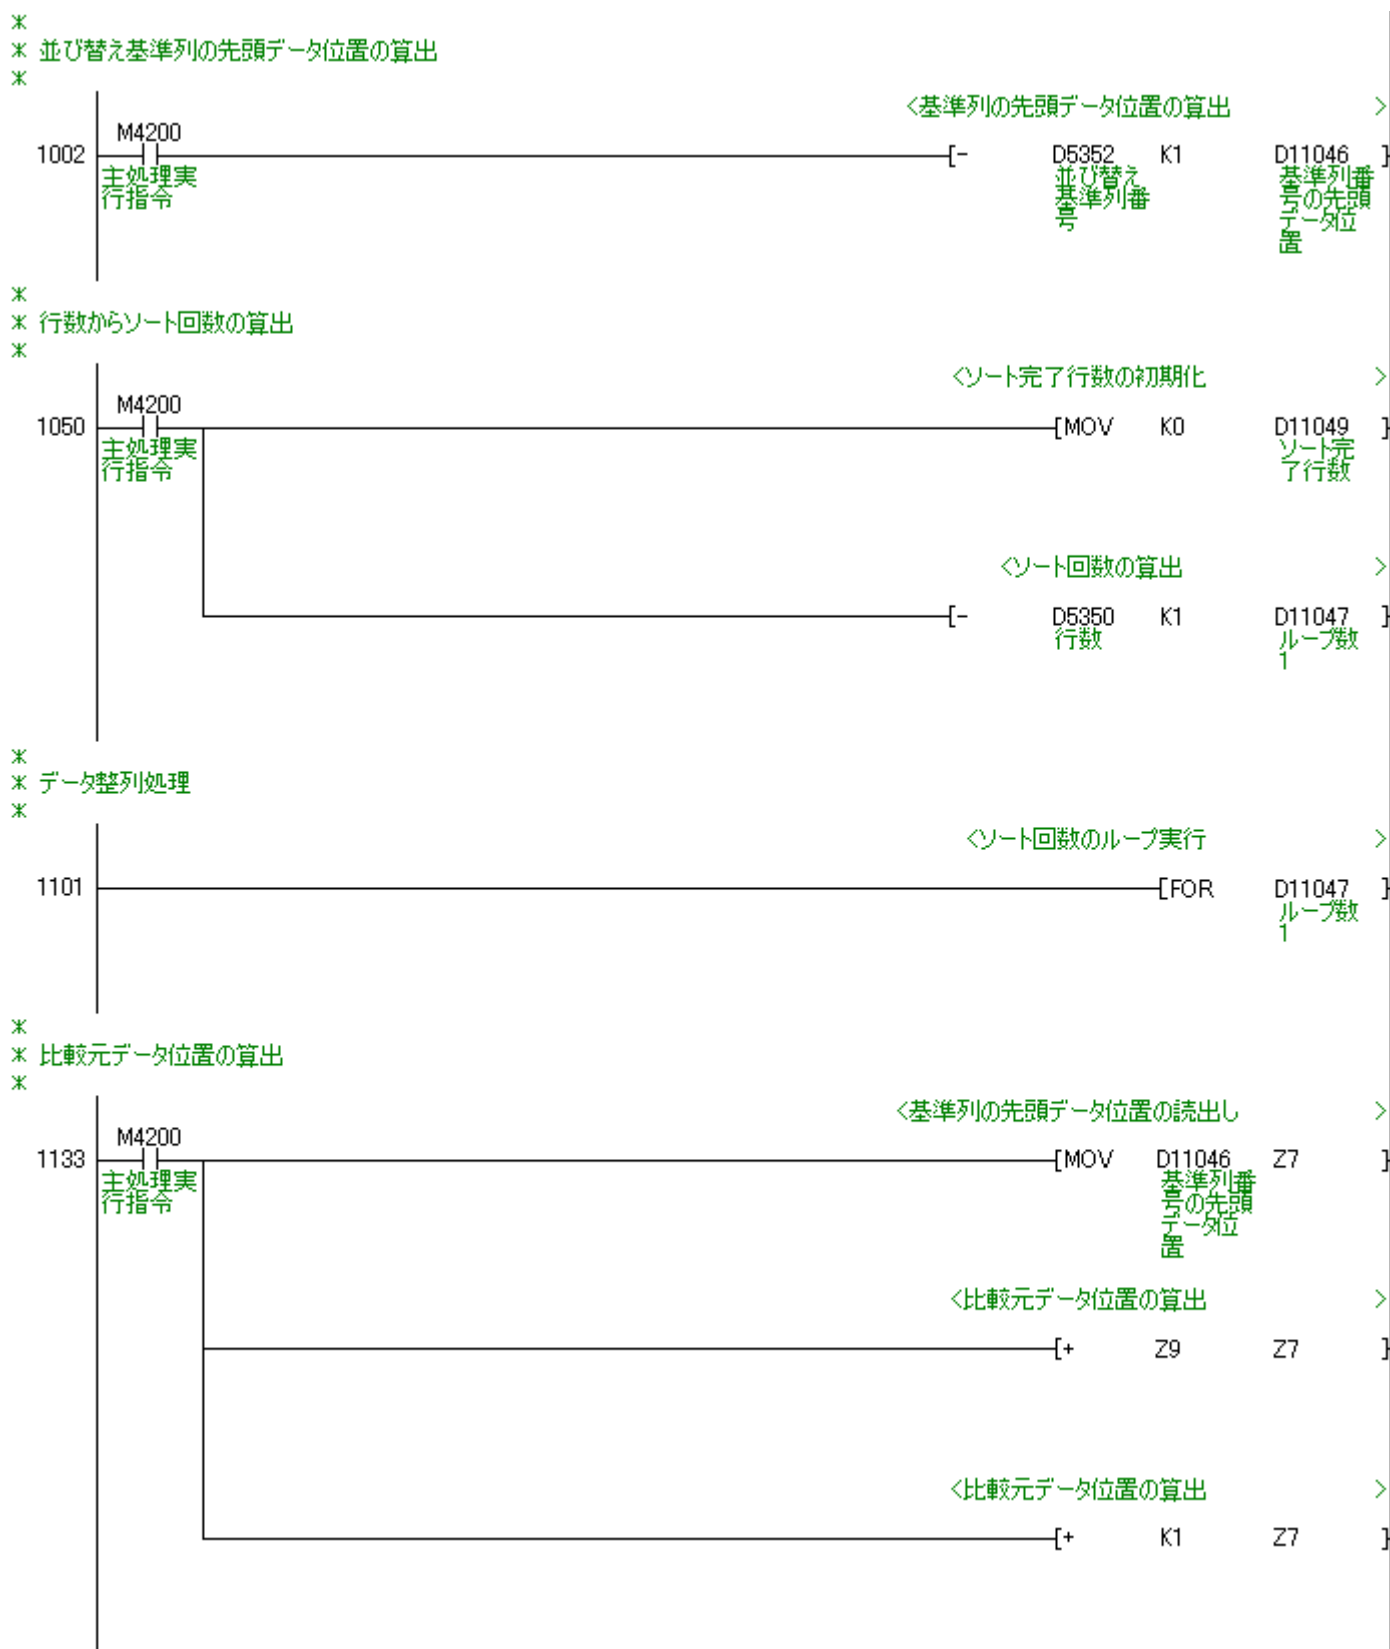 *
* 並び替え基準列の先頭データ位置の算出
*
<基準列の先頭データ位置の算出 >
M4200
1002 [- D5352 K1 D11046 ]
主処理実 並び替え 基準列番
行指令 基準列番 号の先頭
号 データ位
置
*
* 行数からソート回数の算出
*
<ソート完了行数の初期化 >
M4200
1050 [MOV K0 D11049 ]
主処理実 ソート完
行指令 了行数
<ソート回数の算出 >
[- D5350 K1 D11047 ]
行数 ループ数
1
*
* データ整列処理
*
<ソート回数のループ実行 >
1101 [FOR D11047 ]
ループ数
1
*
* 比較元データ位置の算出
*
<基準列の先頭データ位置の読出し >
M4200
1133 [MOV D11046 Z7 ]
主処理実 基準列番
行指令 号の先頭
データ位
置
<比較元データ位置の算出 >
[+ Z9 Z7 ]
<比較元データ位置の算出 >
[+ K1 Z7 ]